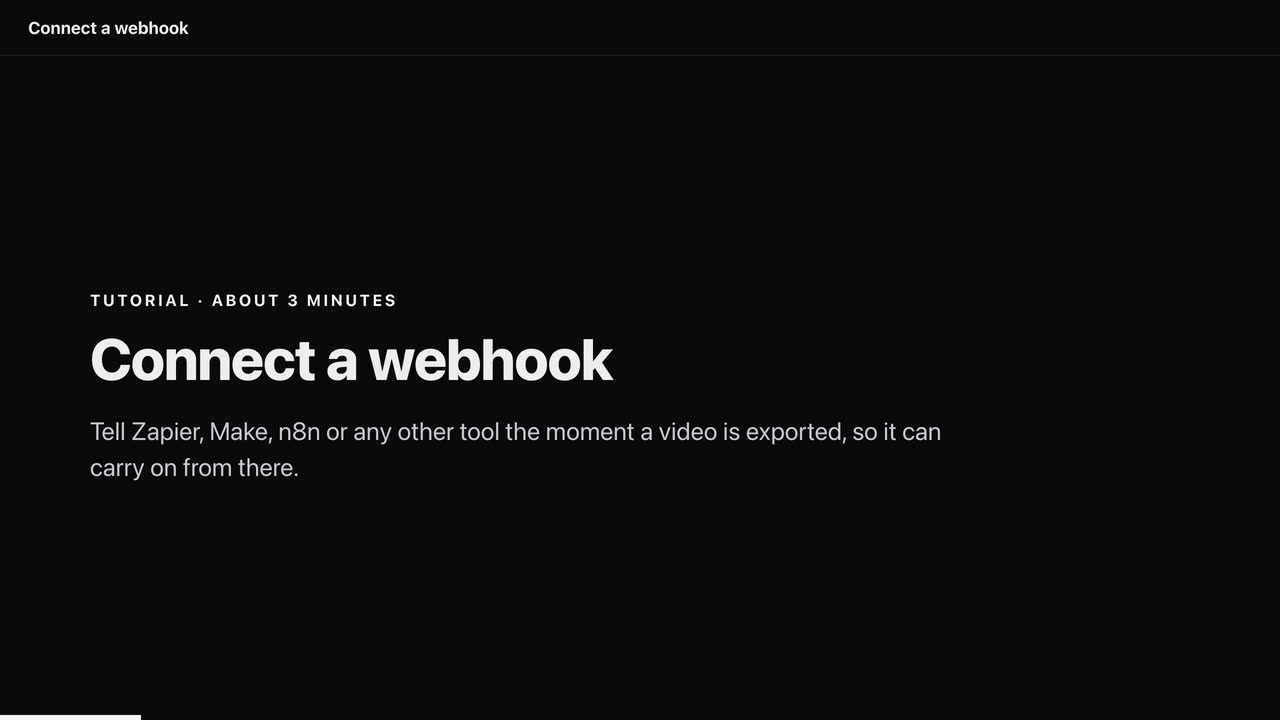 Connect a webhook
TUTORIAL · ABOUT 3 MINUTES
Connect a webhook
Tell Zapier, Make, n8n or any other tool the moment a video is exported, so it can
carry on from there.